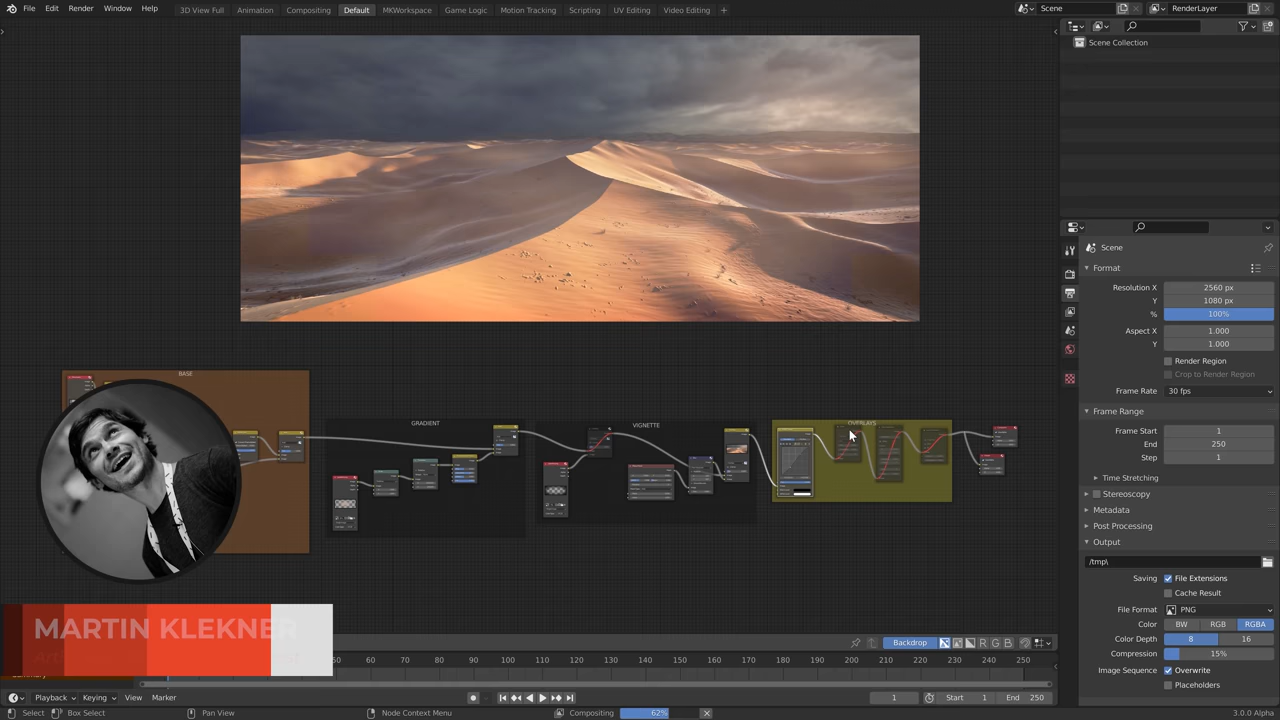 File Edit Render Window Help
3D View Full Animation Compositing Default MKWorkspace Game Logic Motion Tracking Scripting UV Editing Video Editing +
Scene
RenderLayer
Scene Collection
Scene
Format
Resolution X 2560 px
Y 1080 px
% 100%
Aspect X 1.000
Y 1.000
Render Region
Crop to Render Region
Frame Rate 30 fps
Frame Range
Frame Start 1
End 250
Step 1
Time Stretching
Stereoscopy
Metadata
Post Processing
Output
/tmp\
Saving File Extensions
Cache Result
File Format PNG
Color BW RGB RGBA
Color Depth 8 16
Compression 15%
Image Sequence Overwrite
Placeholders
BASE
GRADIENT
VIGNETTE
OVERLAYS
MARTIN KLEKNER
Backdrop R G B
50 60 70 80 90 100 110 120 130 140 150 160 170 180 190 200 210 220 230 240 250
Playback Keying View Marker
1 Start 1 End 250
Select Box Select Pan View Node Context Menu Compositing 62% 3.0.0 Alpha